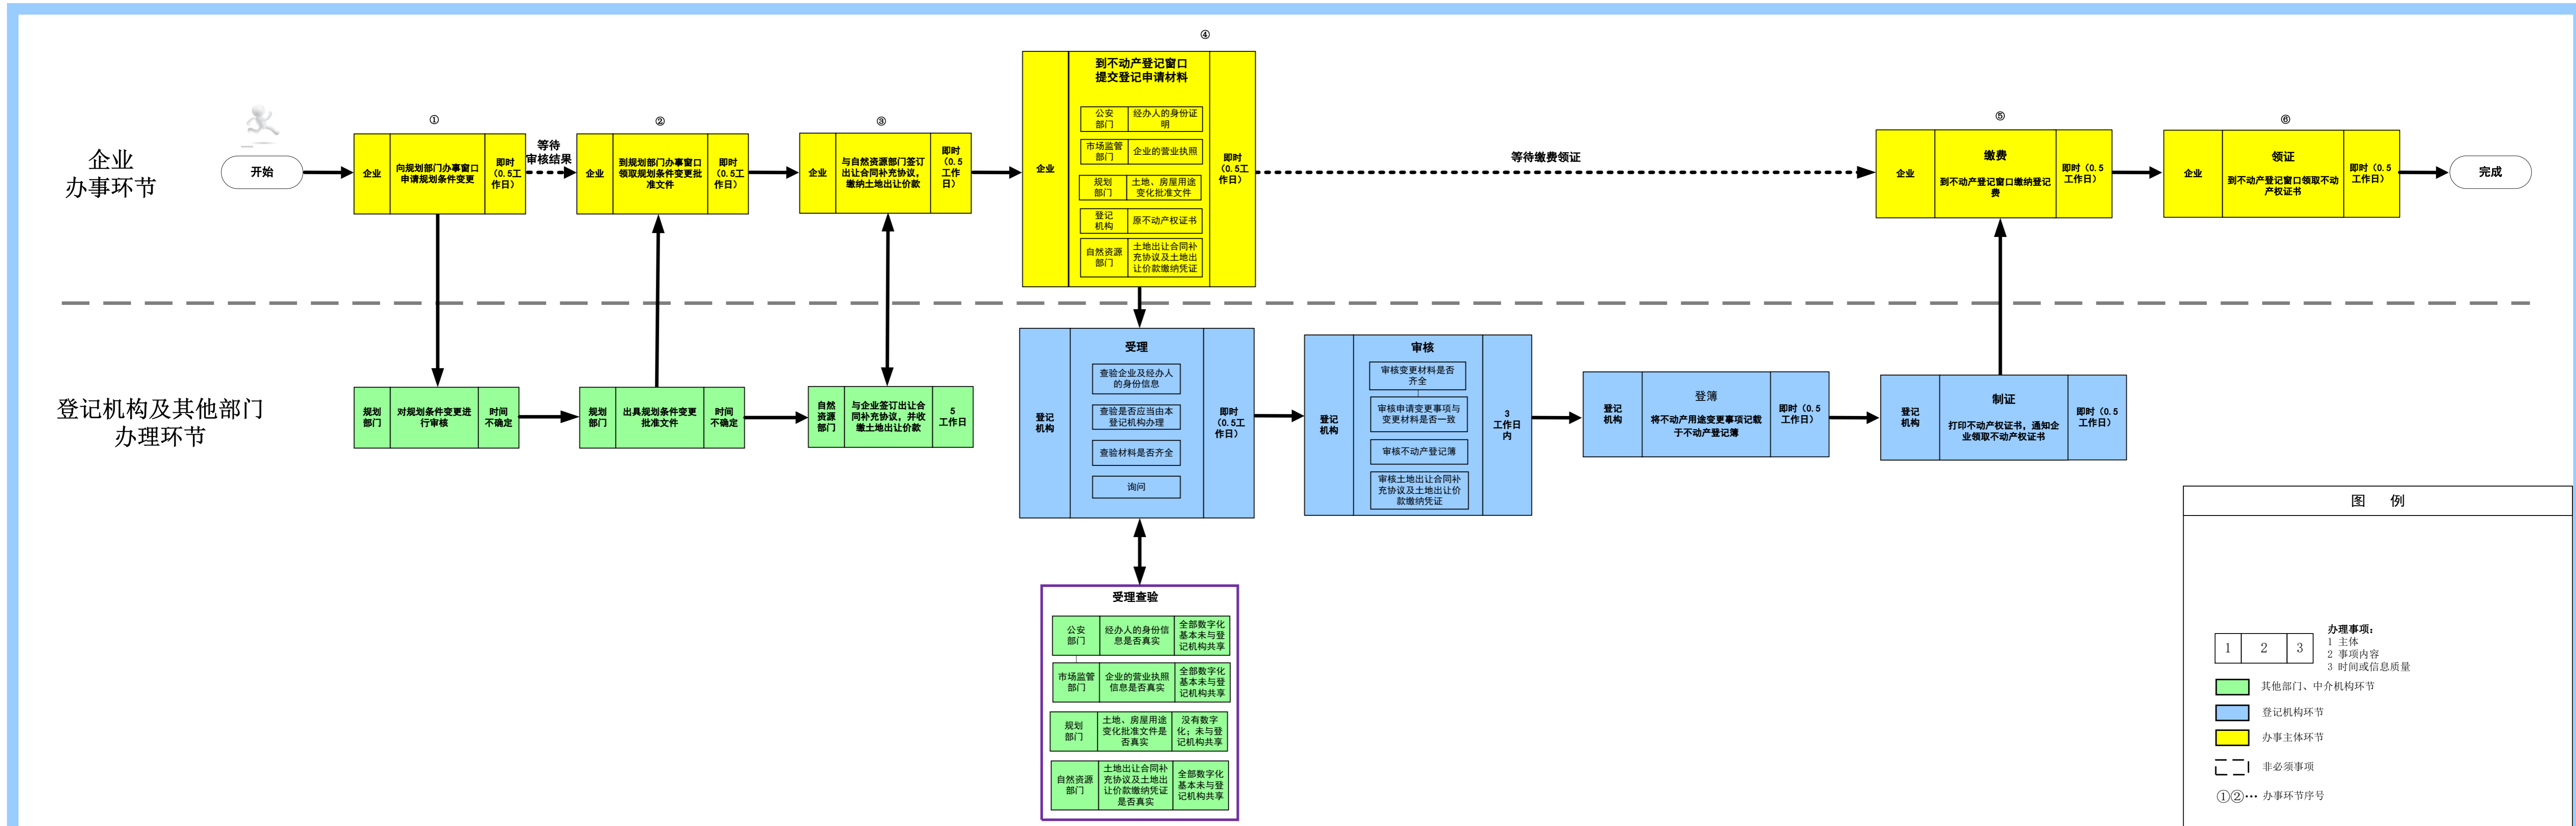 企业
办事环节
开始
①
企业
向规划部门办事窗口
申请规划条件变更
即时
（0.5工
作日）
等待
审核结果
②
企业
到规划部门办事窗口
领取规划条件变更批
准文件
即时
（0.5工
作日）
③
企业
与自然资源部门签订
出让合同补充协议，
缴纳土地出让价款
即时
（0.5
工作
日）
④
企业
到不动产登记窗口
提交登记申请材料
公安
部门
经办人的身份证
明
市场监管
部门
企业的营业执照
规划
部门
土地、房屋用途
变化批准文件
登记
机构
原不动产权证书
自然资源
部门
土地出让合同补
充协议及土地出
让价款缴纳凭证
即时
（0.5工
作日）
等待缴费领证
⑤
企业
缴费
到不动产登记窗口缴纳登记
费
即时（0.5
工作日）
⑥
企业
领证
到不动产登记窗口领取不动
产权证书
即时（0.5
工作日）
完成
登记机构及其他部门
办理环节
规划
部门
对规划条件变更进
行审核
时间
不确定
规划
部门
出具规划条件变更
批准文件
时间
不确定
自然
资源
部门
与企业签订出让合
同补充协议，并收
缴土地出让价款
5
工作日
登记
机构
受理
查验企业及经办人
的身份信息
查验是否应当由本
登记机构办理
查验材料是否齐全
询问
即时
（0.5工
作日）
登记
机构
审核
审核变更材料是否
齐全
审核申请变更事项与
变更材料是否一致
审核不动产登记簿
审核土地出让合同补
充协议及土地出让价
款缴纳凭证
3
工作日
内
登记
机构
登簿
将不动产用途变更事项记载
于不动产登记簿
即时（0.5
工作日）
登记
机构
制证
打印不动产权证书，通知企
业领取不动产权证书
即时（0.5
工作日）
受理查验
公安
部门
经办人的身份信
息是否真实
全部数字化
基本未与登
记机构共享
市场监管
部门
企业的营业执照
信息是否真实
全部数字化
基本未与登
记机构共享
规划
部门
土地、房屋用途
变化批准文件是
否真实
没有数字
化；未与登
记机构共享
自然资源
部门
土地出让合同补
充协议及土地出
让价款缴纳凭证
是否真实
全部数字化
基本未与登
记机构共享
图 例
1 2 3
办理事项：
1 主体
2 事项内容
3 时间或信息质量
其他部门、中介机构环节
登记机构环节
办事主体环节
非必须事项
①②… 办事环节序号